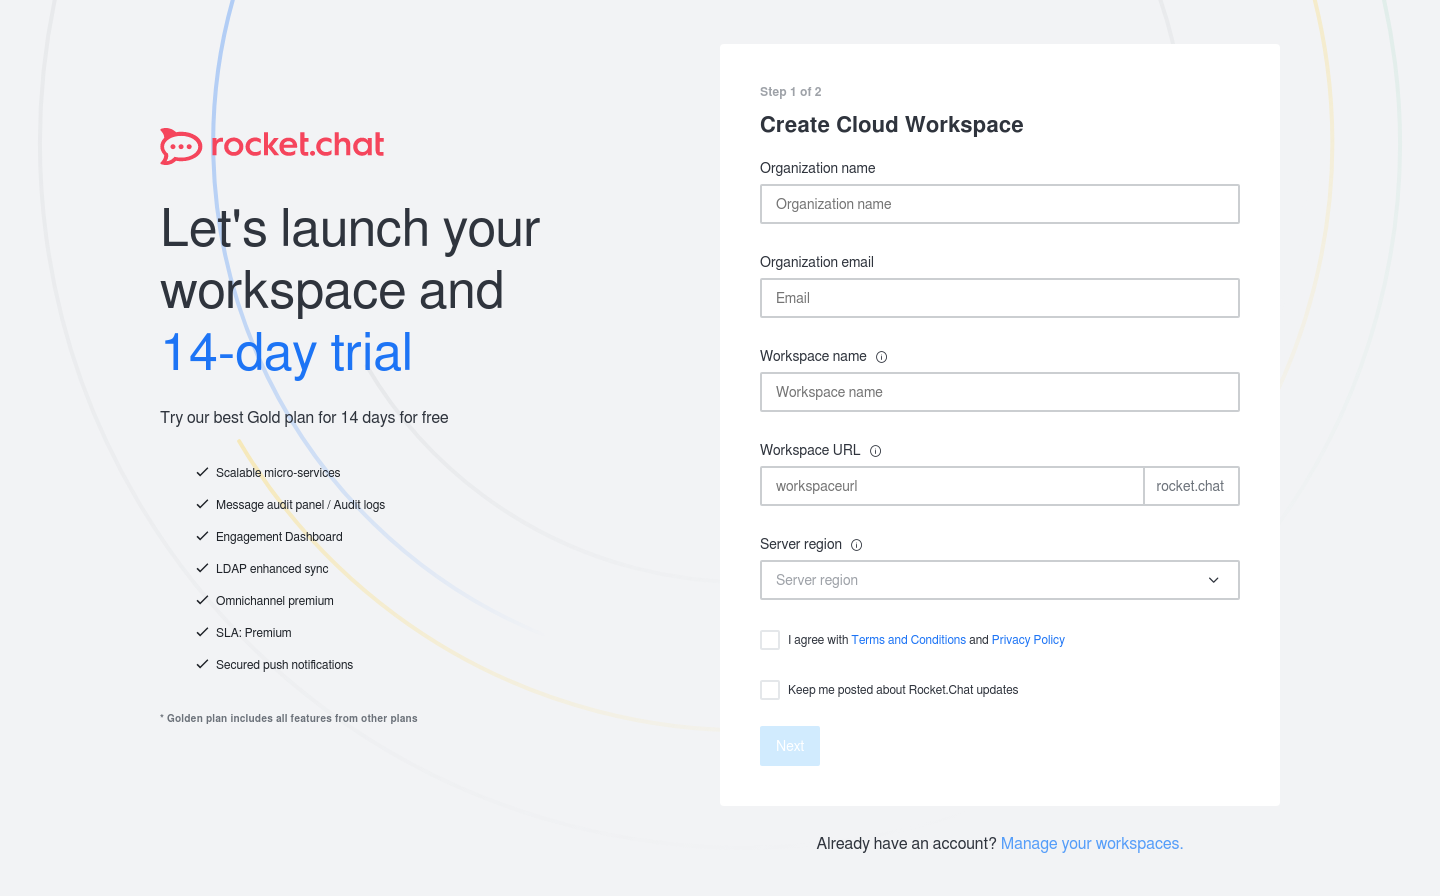 rocket.chat
Let's launch your
workspace and
14-day trial
Try our best Gold plan for 14 days for free
Scalable micro-services
Message audit panel / Audit logs
Engagement Dashboard
LDAP enhanced sync
Omnichannel premium
SLA: Premium
Secured push notifications
* Golden plan includes all features from other plans
Step 1 of 2
Create Cloud Workspace
Organization name
Organization name
Organization email
Email
Workspace name
Workspace name
Workspace URL
workspaceurl rocket.chat
Server region
Server region
I agree with Terms and Conditions and Privacy Policy
Keep me posted about Rocket.Chat updates
Next
Already have an account? Manage your workspaces.